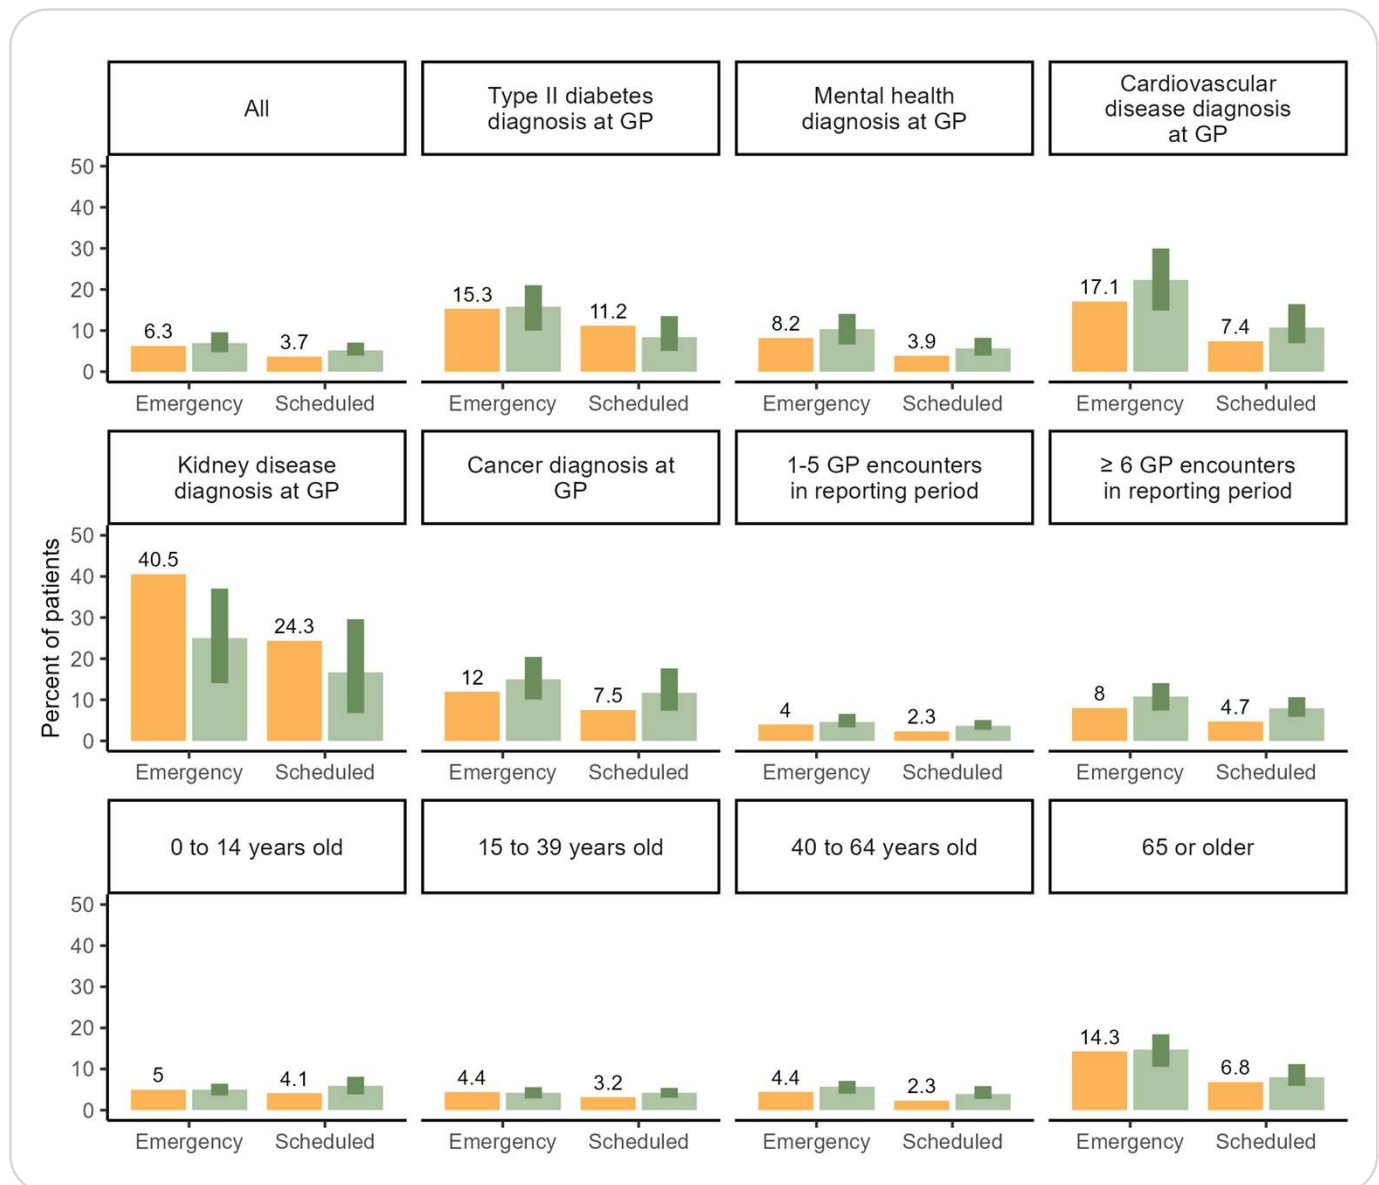 All
Type II diabetes
diagnosis at GP
Mental health
diagnosis at GP
Cardiovascular
disease diagnosis
at GP
50
40
30
20
10
0
6.3
3.7
15.3
11.2
8.2
3.9
17.1
7.4
Emergency Scheduled
Emergency Scheduled
Emergency Scheduled
Emergency Scheduled
Kidney disease
diagnosis at GP
Cancer diagnosis at
GP
1-5 GP encounters
in reporting period
≥ 6 GP encounters
in reporting period
Percent of patients
50
40
30
20
10
0
40.5
24.3
12
7.5
4
2.3
8
4.7
Emergency Scheduled
Emergency Scheduled
Emergency Scheduled
Emergency Scheduled
0 to 14 years old
15 to 39 years old
40 to 64 years old
65 or older
50
40
30
20
10
0
5
4.1
4.4
3.2
4.4
2.3
14.3
6.8
Emergency Scheduled
Emergency Scheduled
Emergency Scheduled
Emergency Scheduled